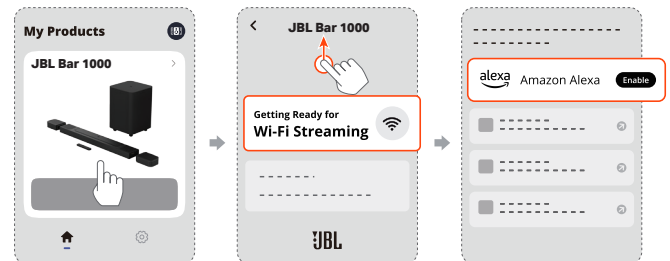 My Products
JBL Bar 1000
JBL Bar 1000
Getting Ready for
Wi-Fi Streaming
JBL
alexa
Amazon Alexa
Enable